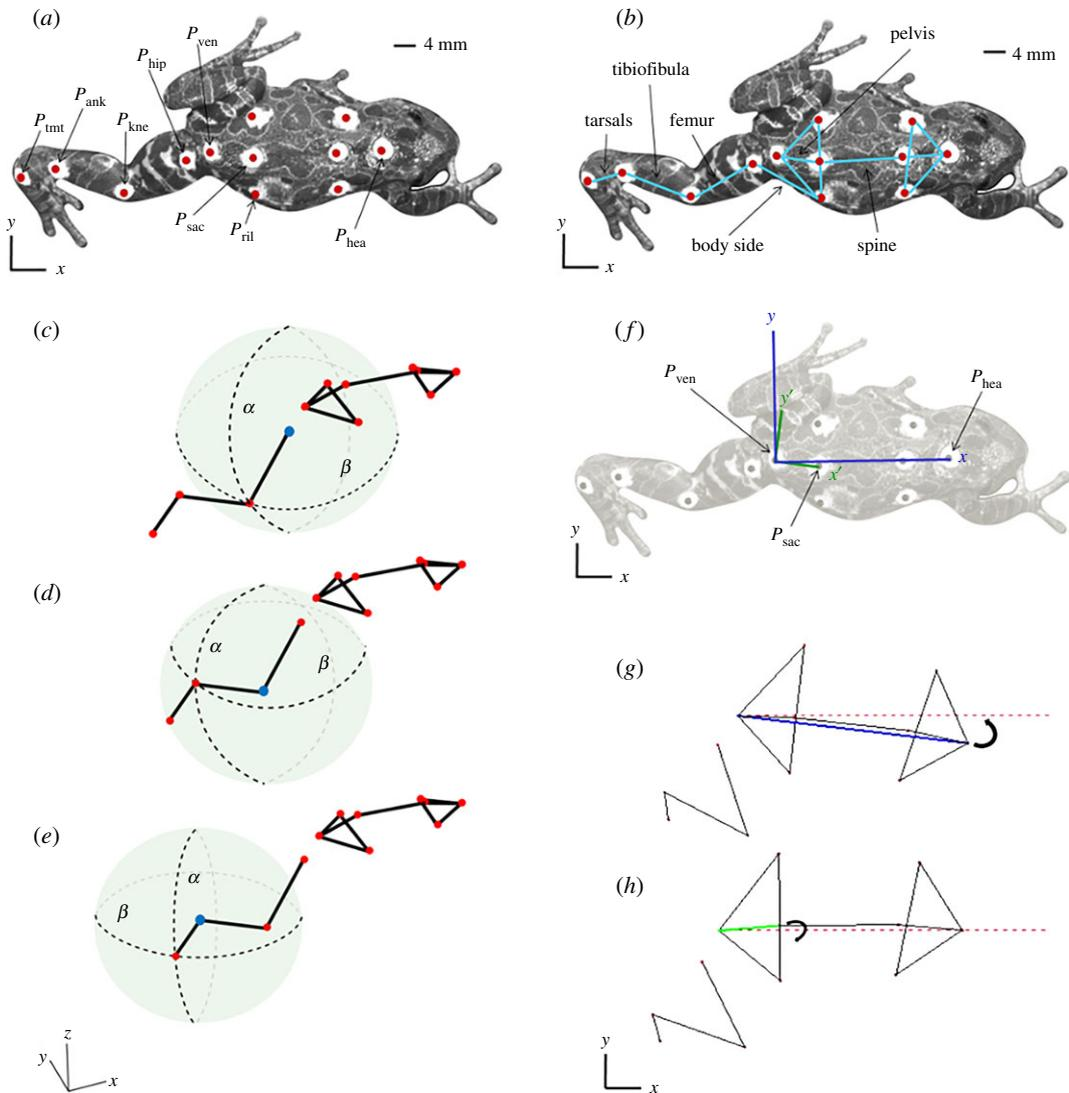 (a)
P_ven
4 mm
P_hip
P_ank
P_tmt
P_kne
P_sac
P_ril
P_hea
y
x
(b)
pelvis
4 mm
tibiofibula
tarsals
femur
body side
spine
y
x
(c)
α
β
(d)
α
β
(e)
α
β
z
y
x
(f)
y
P_ven
P_hea
y′
x
x′
P_sac
y
x
(g)
(h)
y
x